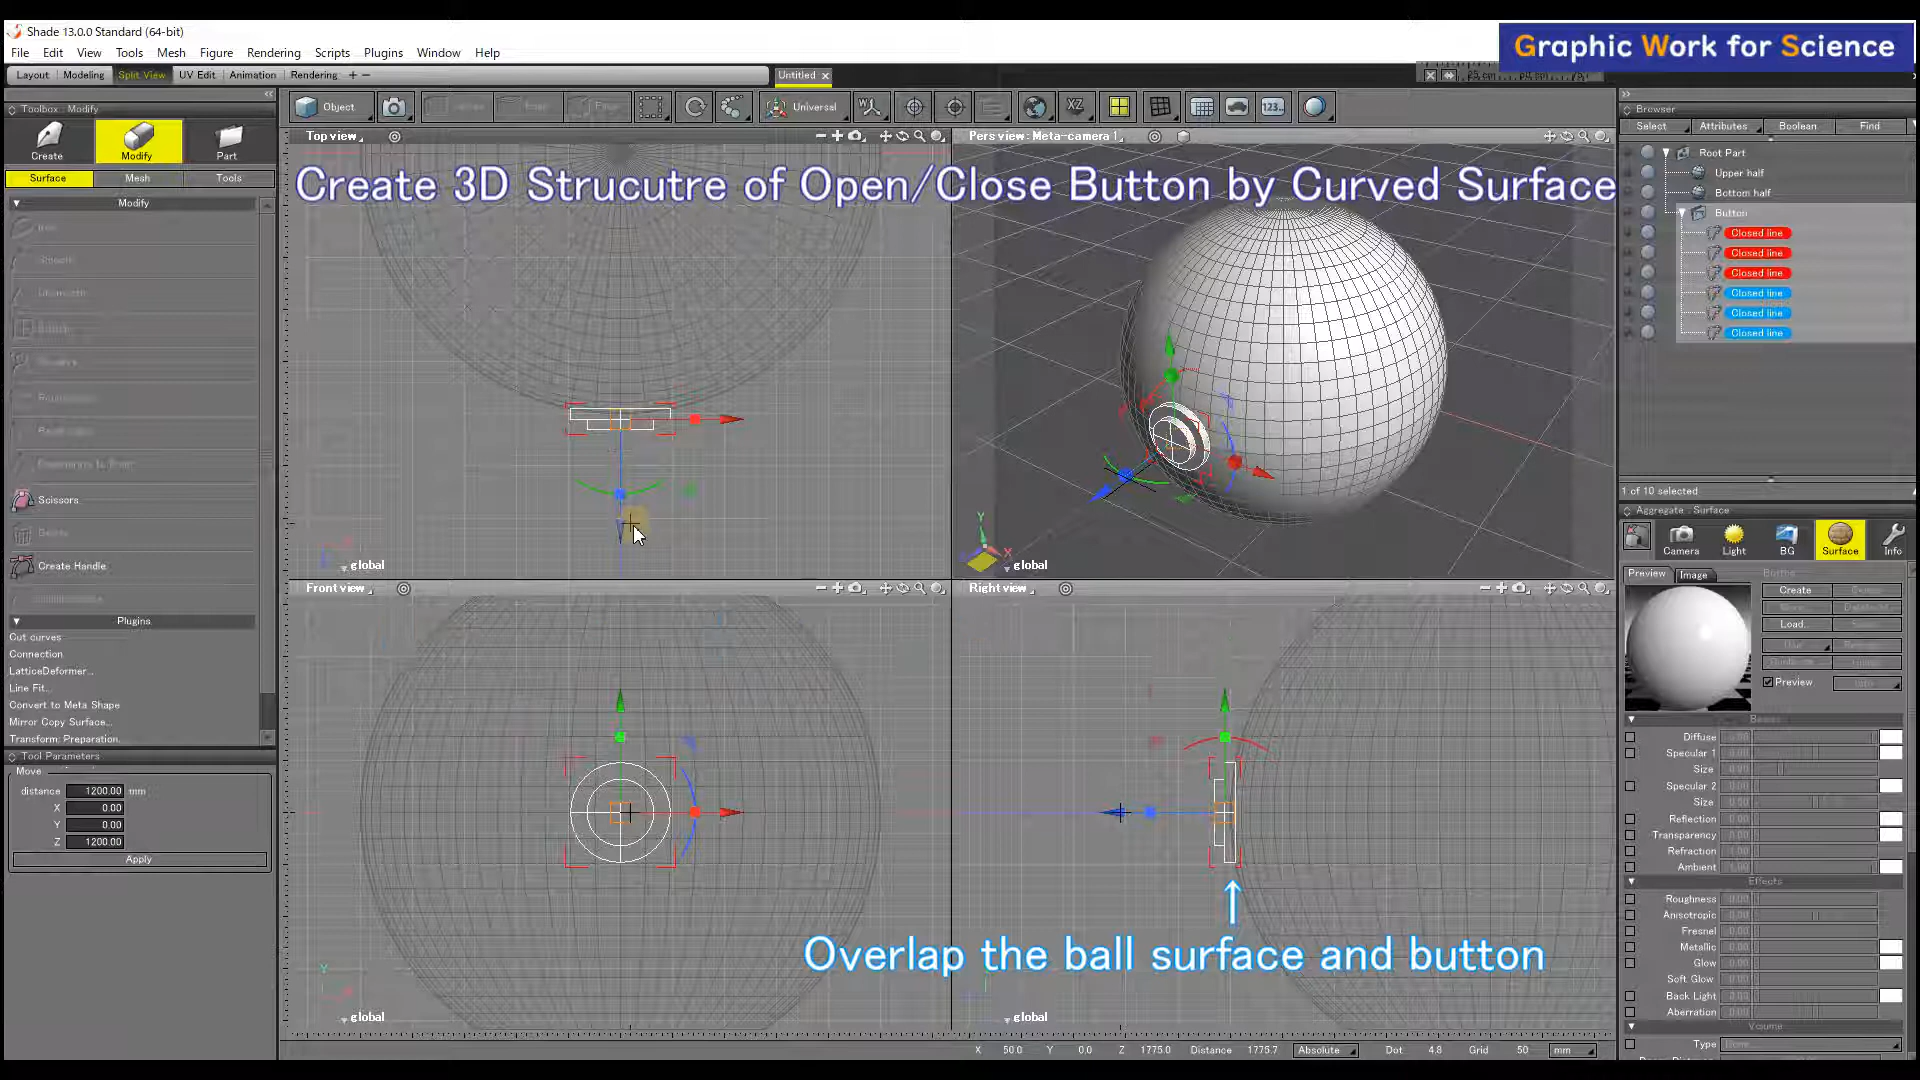 Shade 13.0.0 Standard (64-bit)
File Edit View Tools Mesh Figure Rendering Scripts Plugins Window Help
Graphic Work for Science
Layout Modeling Split View UV Edit Animation Rendering
Untitled
Toolbox: Modify
Create Modify Part
Surface Mesh Tools
Modify
Scissors
Create Handle
Plugins
Cut curves
Connection
LatticeDeformer...
Line Fit...
Convert to Meta Shape
Mirror Copy Surface...
Transform: Preparation...
Tool Parameters
Move
distance 1200.00 mm
X 0.00
Y 0.00
Z 1200.00
Apply
Object Universal XZ 123...
Top view
Pers view: Meta-camera 1
Create 3D Strucutre of Open/Close Button by Curved Surface
global
global
Front view
Right view
Overlap the ball surface and button
global
global
X 50.0 Y 0.0 Z 1775.0 Distance 1775.7 Absolute Dot: 4.8 Grid 50 mm
Browser
Select Attributes Boolean Find
Root Part
Upper half
Bottom half
Button
Closed line
Closed line
Closed line
Closed line
Closed line
Closed line
1 of 10 selected
Aggregate: Surface
Camera Light BG Surface Info
Preview Image
Create
Load...
Preview
Diffuse
Specular 1
Size
Specular 2
Size
Reflection
Transparency
Refraction
Ambient
Effects
Roughness
Anisotropic
Fresnel
Metallic
Glow
Soft Glow
Back Light
Aberration
Volume
Type